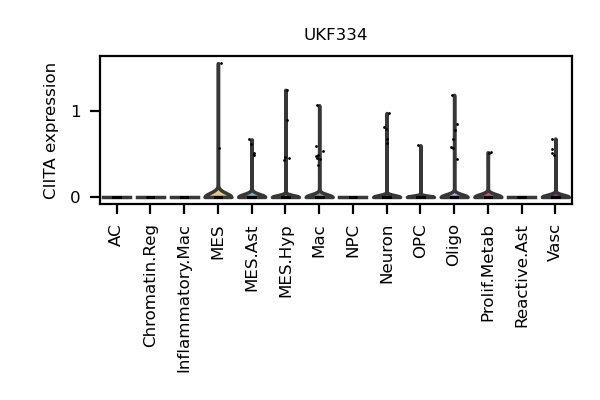 UKF334
CIITA expression
1
0
AC
Chromatin.Reg
Inflammatory.Mac
MES
MES.Ast
MES.Hyp
Mac
NPC
Neuron
OPC
Oligo
Prolif.Metab
Reactive.Ast
Vasc